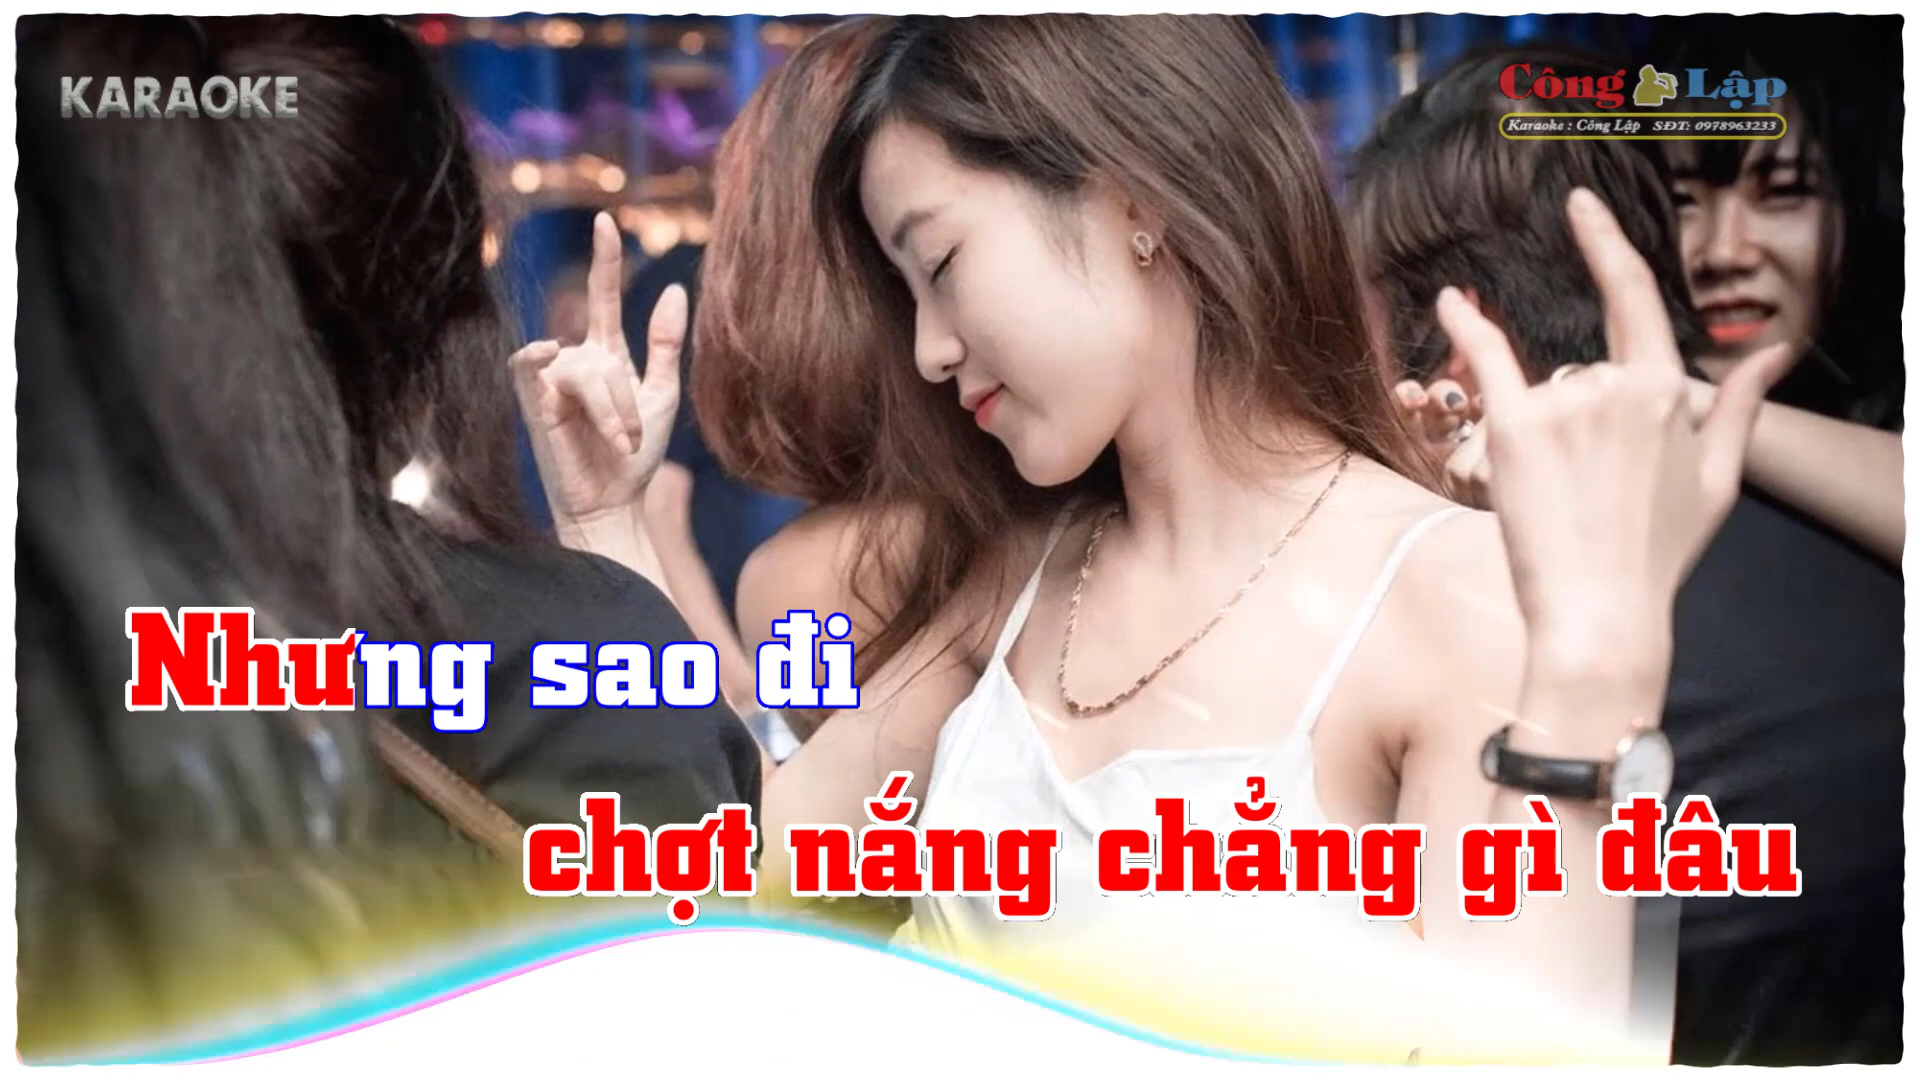 KARAOKE
Công Lập
Karaoke : Công Lập SĐT: 0978963233
Nhưng sao đi
chợt nắng chẳng gì đâu